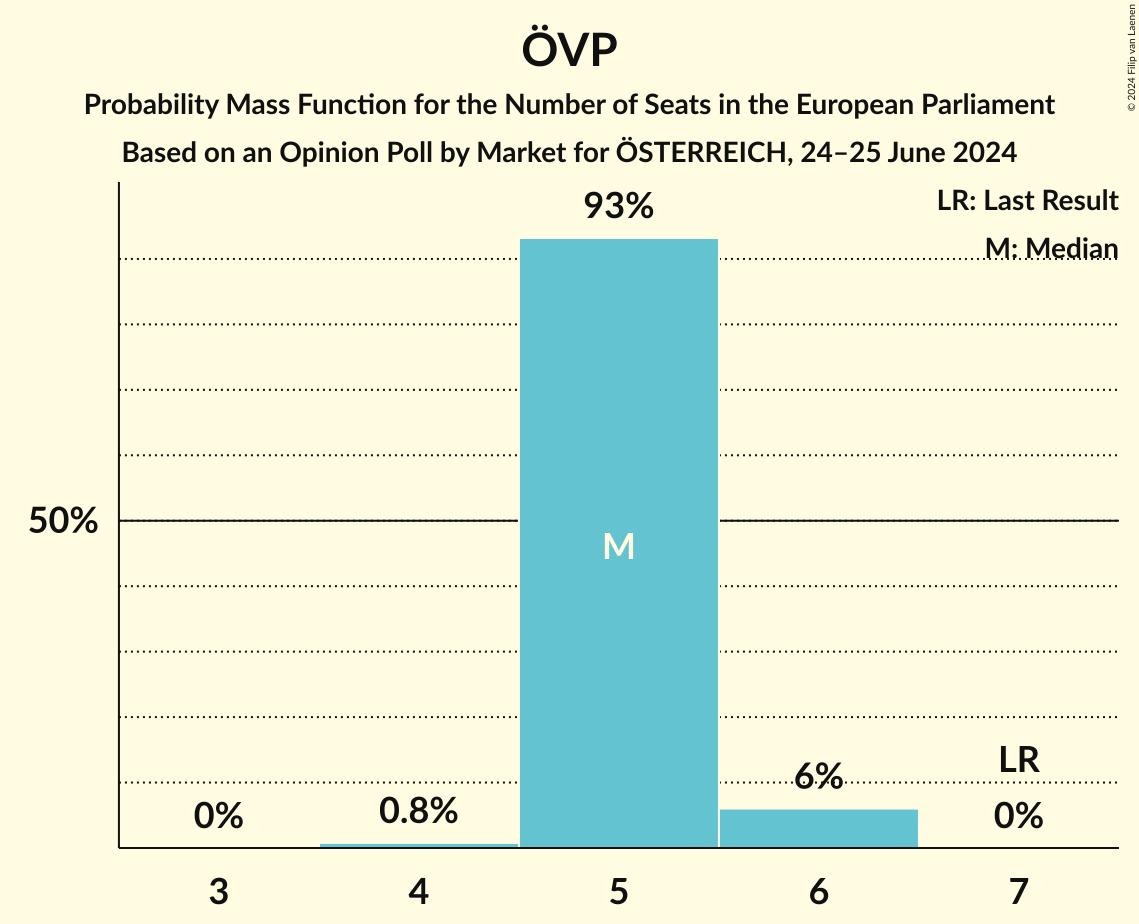 ÖVP
Probability Mass Function for the Number of Seats in the European Parliament
Based on an Opinion Poll by Market for ÖSTERREICH, 24–25 June 2024
© 2024 Filip van Laenen
LR: Last Result
M: Median
93%
50%
M
0%
0.8%
6%
LR
0%
3
4
5
6
7